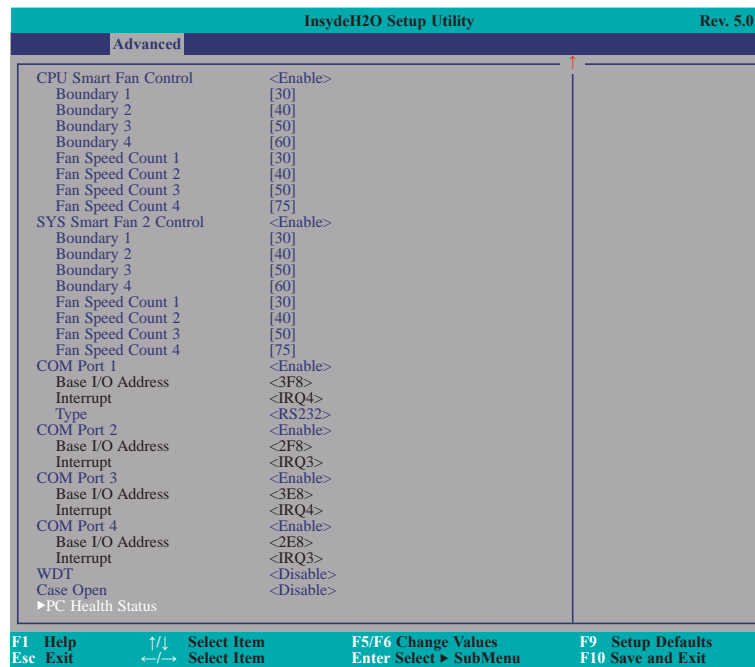 InsydeH2O Setup Utility Rev. 5.0
Advanced
↑
CPU Smart Fan Control <Enable>
Boundary 1 [30]
Boundary 2 [40]
Boundary 3 [50]
Boundary 4 [60]
Fan Speed Count 1 [30]
Fan Speed Count 2 [40]
Fan Speed Count 3 [50]
Fan Speed Count 4 [75]
SYS Smart Fan 2 Control <Enable>
Boundary 1 [30]
Boundary 2 [40]
Boundary 3 [50]
Boundary 4 [60]
Fan Speed Count 1 [30]
Fan Speed Count 2 [40]
Fan Speed Count 3 [50]
Fan Speed Count 4 [75]
COM Port 1 <Enable>
Base I/O Address <3F8>
Interrupt <IRQ4>
Type <RS232>
COM Port 2 <Enable>
Base I/O Address <2F8>
Interrupt <IRQ3>
COM Port 3 <Enable>
Base I/O Address <3E8>
Interrupt <IRQ4>
COM Port 4 <Enable>
Base I/O Address <2E8>
Interrupt <IRQ3>
WDT <Disable>
Case Open <Disable>
►PC Health Status
F1 Help ↑/↓ Select Item F5/F6 Change Values F9 Setup Defaults
Esc Exit ←/→ Select Item Enter Select ► SubMenu F10 Save and Exit